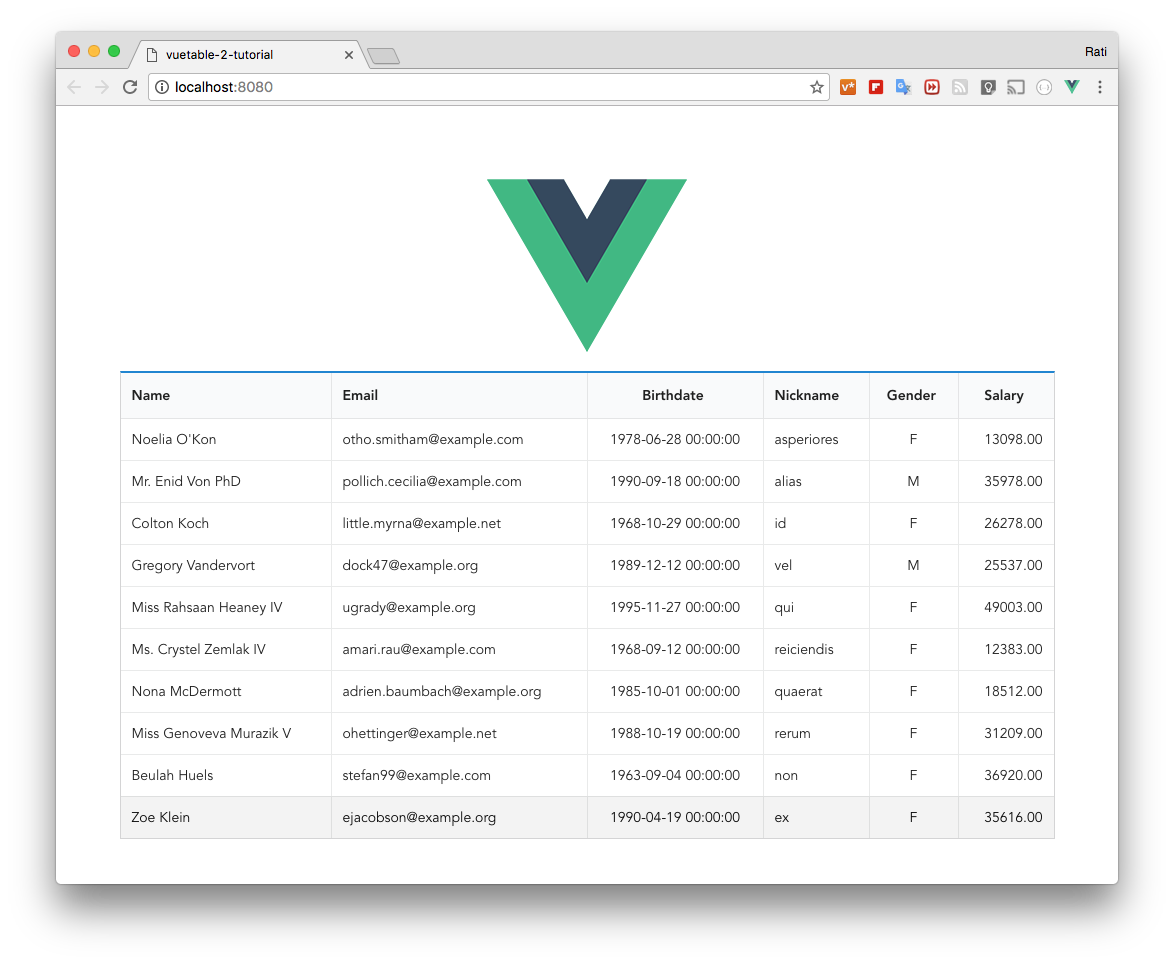 vuetable-2-tutorial
Rati
localhost:8080
Name Email Birthdate Nickname Gender Salary
Noelia O'Kon otho.smitham@example.com 1978-06-28 00:00:00 asperiores F 13098.00
Mr. Enid Von PhD pollich.cecilia@example.com 1990-09-18 00:00:00 alias M 35978.00
Colton Koch little.myrna@example.net 1968-10-29 00:00:00 id F 26278.00
Gregory Vandervort dock47@example.org 1989-12-12 00:00:00 vel M 25537.00
Miss Rahsaan Heaney IV ugrady@example.org 1995-11-27 00:00:00 qui F 49003.00
Ms. Crystel Zemlak IV amari.rau@example.com 1968-09-12 00:00:00 reiciendis F 12383.00
Nona McDermott adrien.baumbach@example.org 1985-10-01 00:00:00 quaerat F 18512.00
Miss Genoveva Murazik V ohettinger@example.net 1988-10-19 00:00:00 rerum F 31209.00
Beulah Huels stefan99@example.com 1963-09-04 00:00:00 non F 36920.00
Zoe Klein ejacobson@example.org 1990-04-19 00:00:00 ex F 35616.00